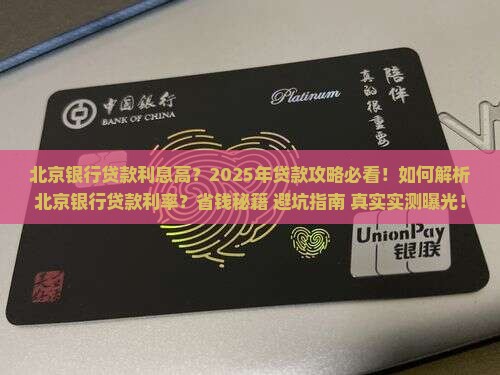 中国银行
BANK OF CHINA
Platinum
陪伴
真的很重要
北京银行贷款利息高？2025年贷款攻略必看！如何解析
北京银行贷款利率？省钱秘籍 避坑指南 真实实测曝光！
UnionPay
银联